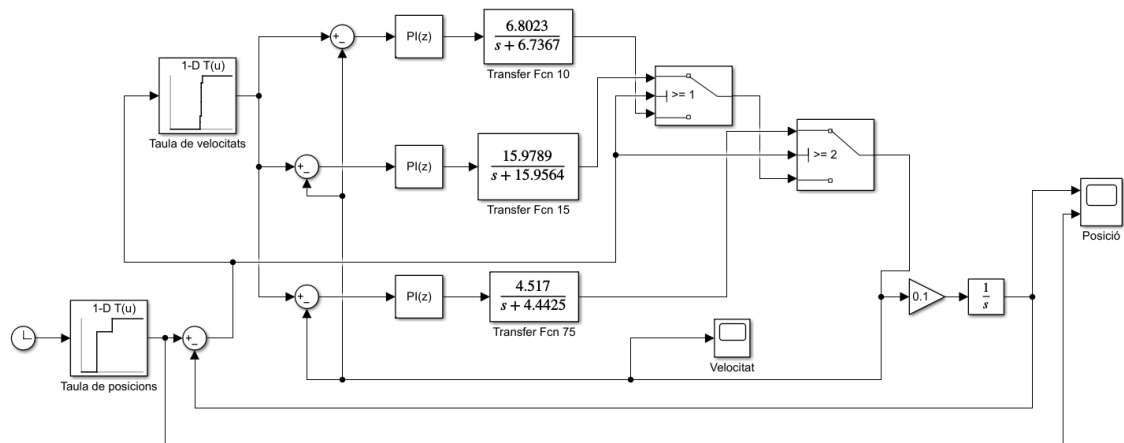 6.8023
s + 6.7367
Transfer Fcn 10
PI(z)
+
−
1-D T(u)
Taula de velocitats
>= 1
15.9789
s + 15.9564
Transfer Fcn 15
PI(z)
+
−
>= 2
Posició
4.517
s + 4.4425
Transfer Fcn 75
PI(z)
+
−
0.1
1
s
1-D T(u)
Taula de posicions
+
−
Velocitat